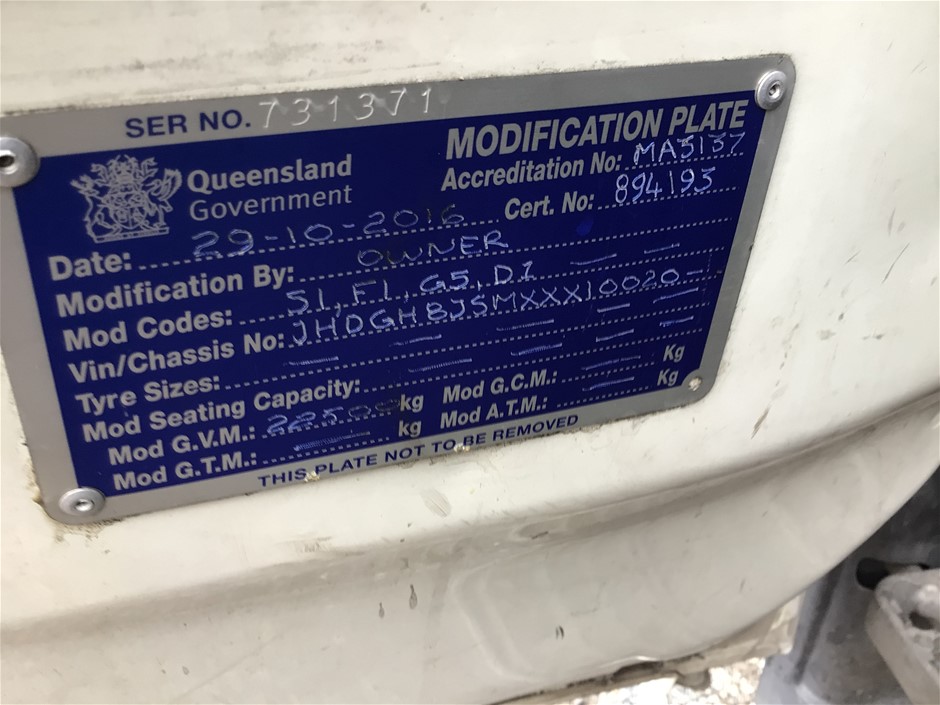 SER NO. 731371
Queensland
Government
MODIFICATION PLATE
Accreditation No: MA5137
Cert. No: 894193
Date: 29-10-2016
Modification By: OWNER
Mod Codes: S1, F1, G5, D1
Vin/Chassis No: JHDGH8JSMXXX10020-
Tyre Sizes:
Mod Seating Capacity:
Mod G.V.M.: 22500 kg Mod G.C.M.: Kg
Mod G.T.M.: kg Mod A.T.M.: Kg
THIS PLATE NOT TO BE REMOVED